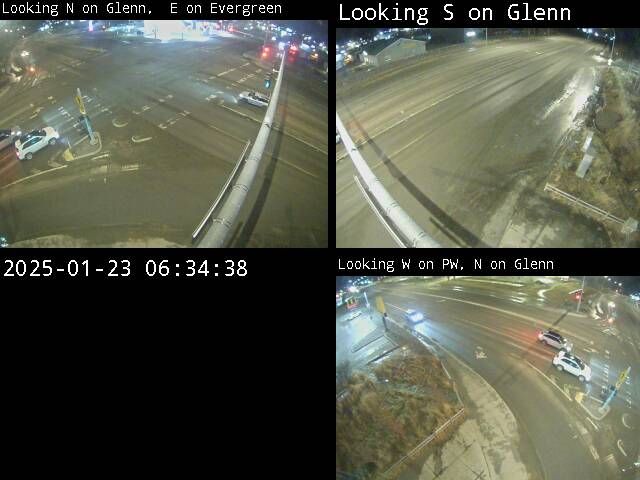 Looking N on Glenn,  E on Evergreen
Looking S on Glenn
2025-01-23 06:34:38
Looking W on PW, N on Glenn